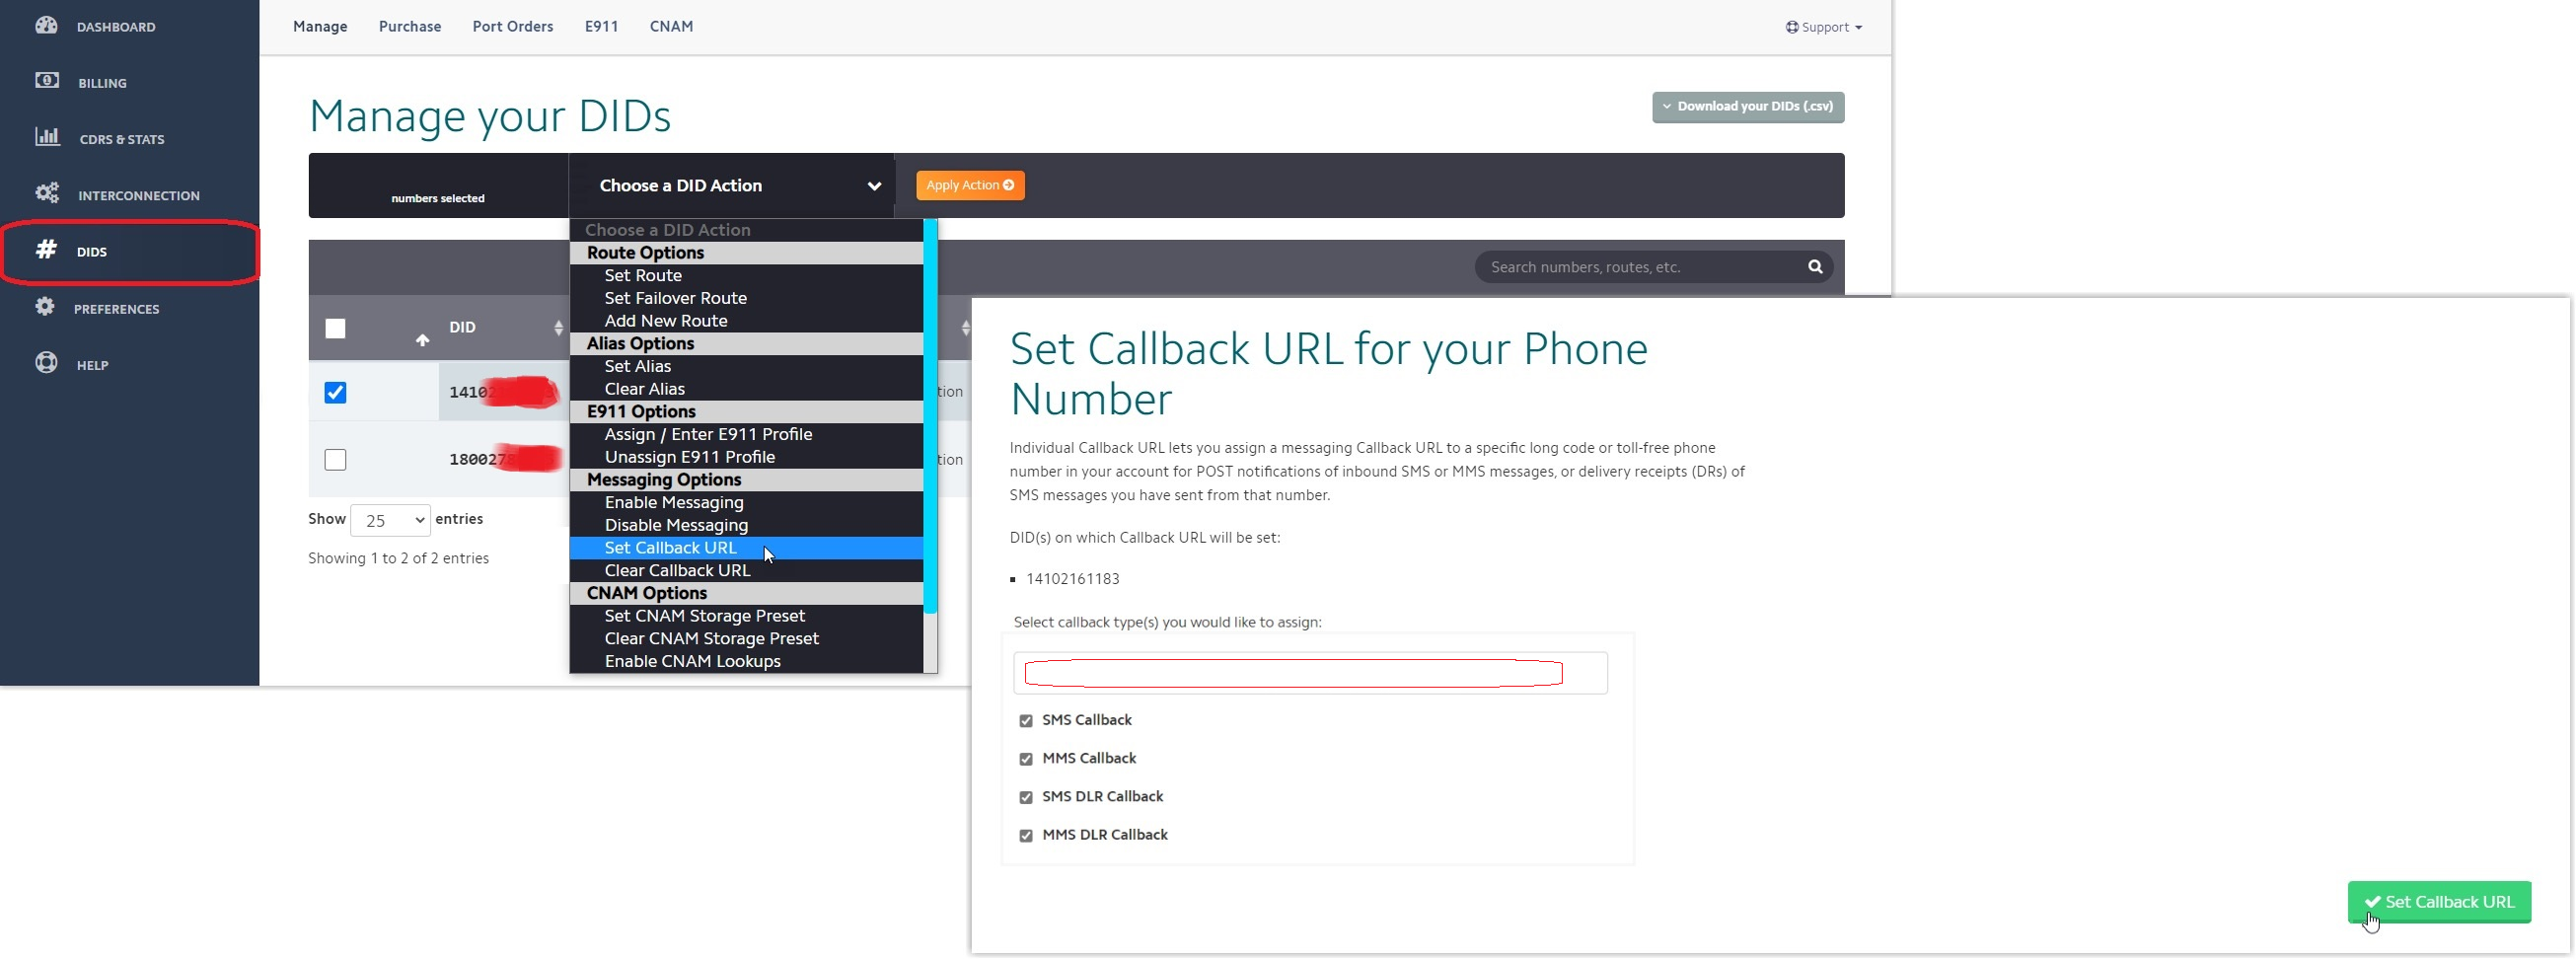 DASHBOARD
BILLING
CDRS & STATS
INTERCONNECTION
DIDS
PREFERENCES
HELP
Manage Purchase Port Orders E911 CNAM
Support
Manage your DIDs
Download your DIDs (.csv)
numbers selected
Choose a DID Action
Apply Action
Choose a DID Action
Route Options
Set Route
Set Failover Route
Add New Route
Alias Options
Set Alias
Clear Alias
E911 Options
Assign / Enter E911 Profile
Unassign E911 Profile
Messaging Options
Enable Messaging
Disable Messaging
Set Callback URL
Clear Callback URL
CNAM Options
Set CNAM Storage Preset
Clear CNAM Storage Preset
Enable CNAM Lookups
Search numbers, routes, etc.
DID
1410
tion
180027
tion
Show 25 entries
Showing 1 to 2 of 2 entries
Set Callback URL for your Phone
Number
Individual Callback URL lets you assign a messaging Callback URL to a specific long code or toll-free phone
number in your account for POST notifications of inbound SMS or MMS messages, or delivery receipts (DRs) of
SMS messages you have sent from that number.
DID(s) on which Callback URL will be set:
14102161183
Select callback type(s) you would like to assign:
SMS Callback
MMS Callback
SMS DLR Callback
MMS DLR Callback
Set Callback URL